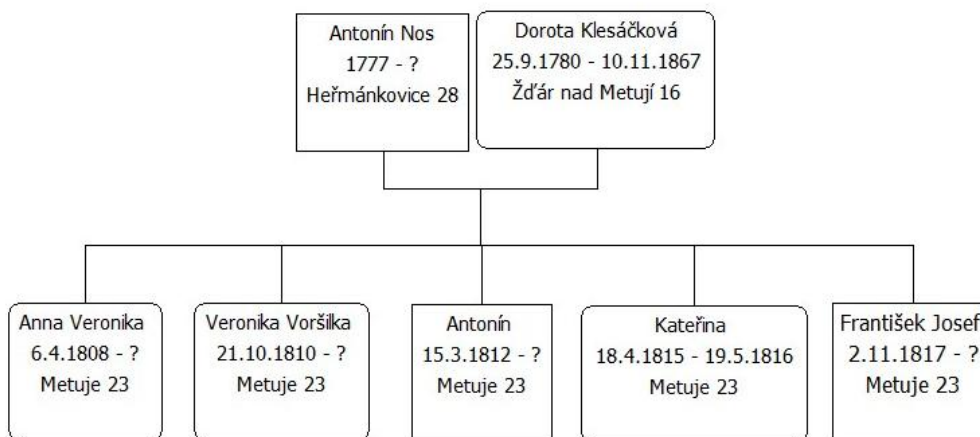 Antonín Nos
1777 - ?
Heřmánkovice 28
Dorota Klesáčková
25.9.1780 - 10.11.1867
Žďár nad Metují 16
Anna Veronika
6.4.1808 - ?
Metuje 23
Veronika Voršilka
21.10.1810 - ?
Metuje 23
Antonín
15.3.1812 - ?
Metuje 23
Kateřina
18.4.1815 - 19.5.1816
Metuje 23
František Josef
2.11.1817 - ?
Metuje 23